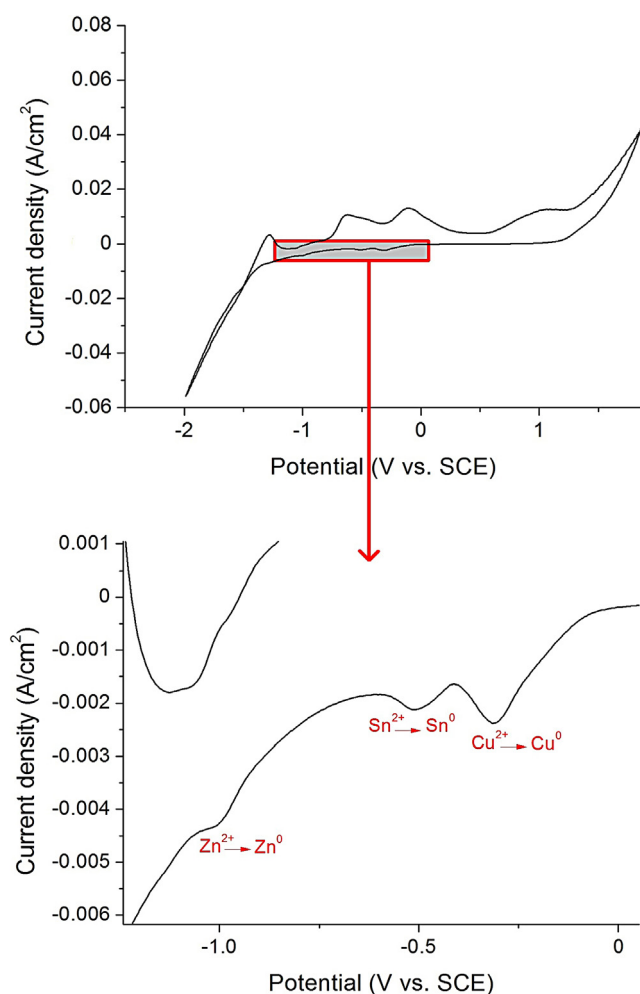 0.08
0.06
0.04
0.02
0
-0.02
-0.04
-0.06
Current density (A/cm²)
-2 -1 0 1
Potential (V vs. SCE)
0.001
0
-0.001
-0.002
-0.003
-0.004
-0.005
-0.006
Current density (A/cm²)
Sn²⁺ → Sn⁰
Cu²⁺ → Cu⁰
Zn²⁺ → Zn⁰
-1.0 -0.5 0
Potential (V vs. SCE)